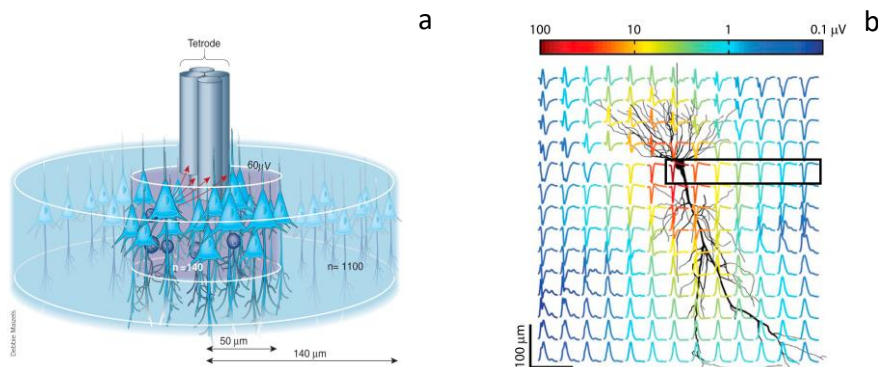 a
Tetrode
60μV
n=140
n= 1100
50 μm
140 μm
Debbie Maizels
b
100 10 1 0.1 μV
100 μm